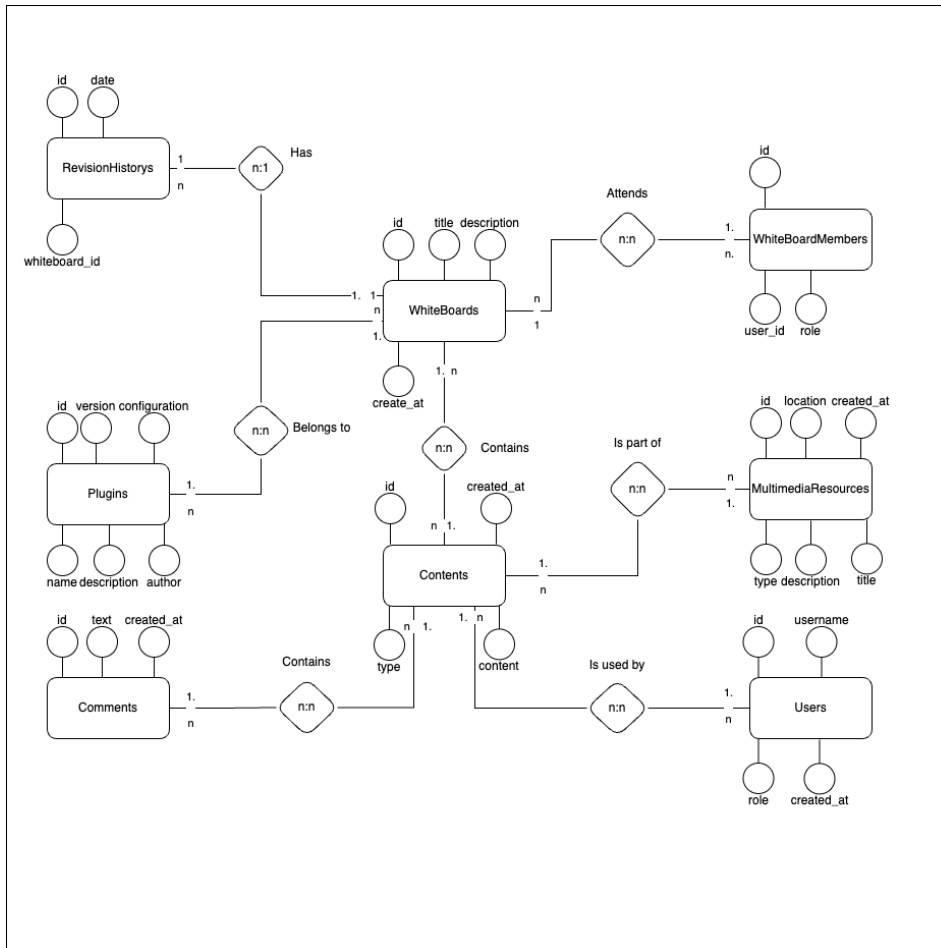 id
date
RevisionHistorys
1
n
n:1
Has
whiteboard_id
id
Attends
n:n
1.
n.
WhiteBoardMembers
user_id
role
id
title
description
1.
1
n
1.
WhiteBoards
n
1
create_at
1.
n
id
version
configuration
n:n
Belongs to
Plugins
1.
n
name
description
author
n:n
Contains
Is part of
n:n
id
location
created_at
n
1.
MultimediaResources
type
description
title
id
created_at
n
1.
Contents
1.
n
n
1.
1.
n
type
content
id
text
created_at
Comments
1.
n
Contains
n:n
Is used by
n:n
id
username
1.
n
Users
role
created_at